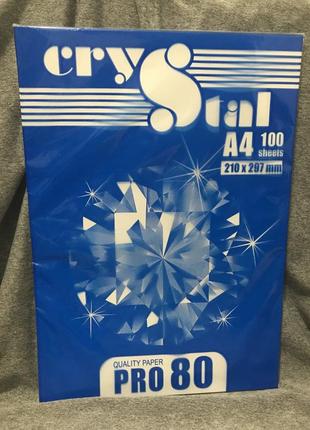 cryStal
A4 100
sheets
210 x 297 mm
QUALITY PAPER
PRO 80